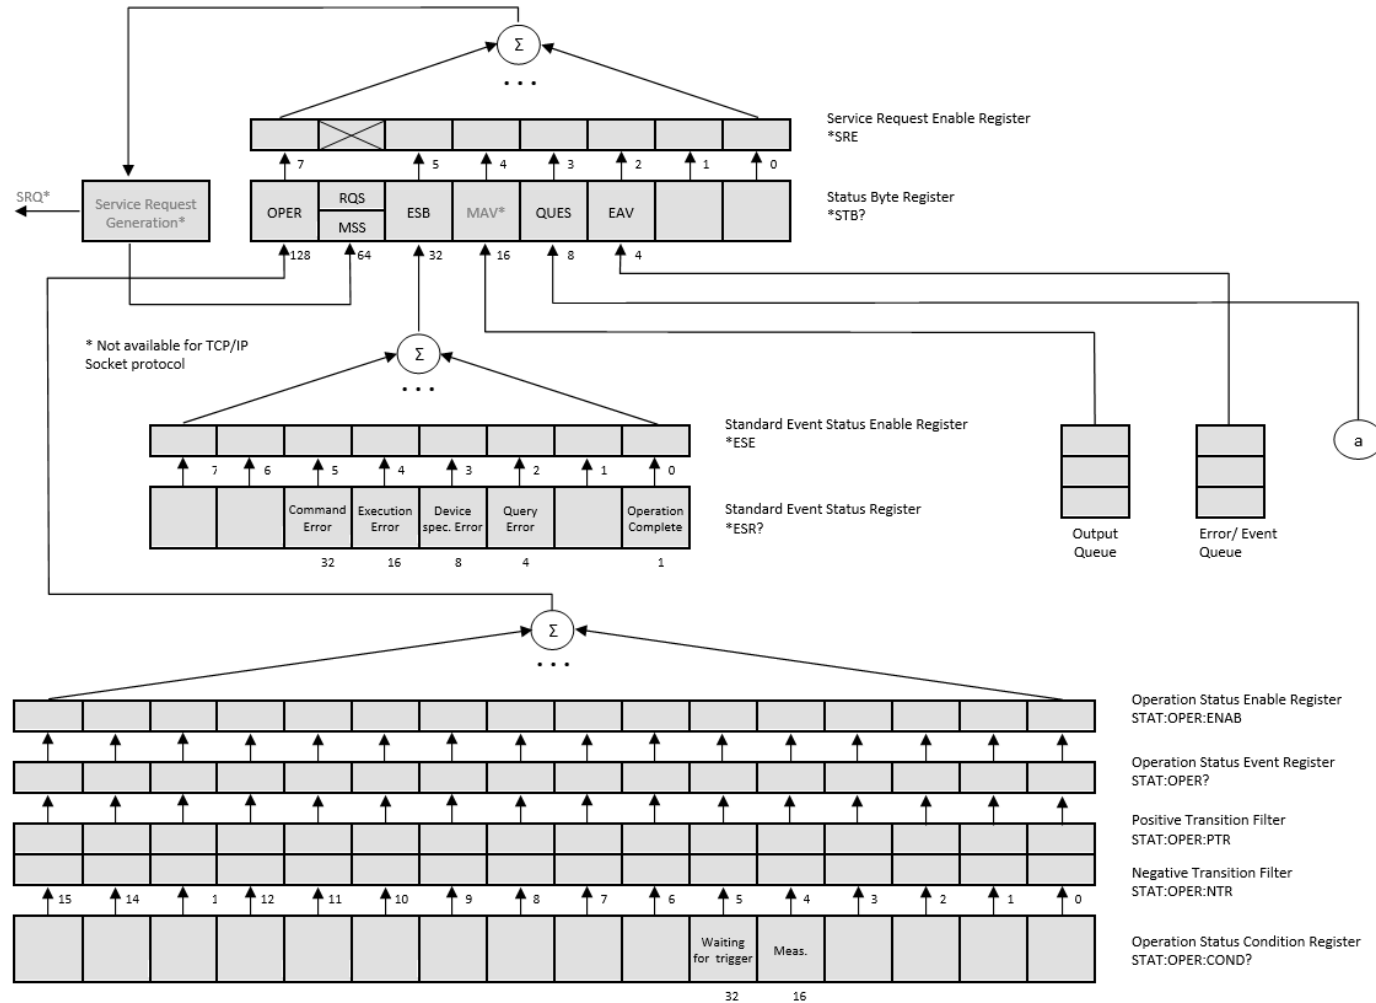 Σ
. . .
Service Request Enable Register
*SRE
7 5 4 3 2 1 0
SRQ*
Service Request
Generation*
OPER
RQS
MSS
ESB
MAV*
QUES
EAV
Status Byte Register
*STB?
128 64 32 16 8 4
* Not available for TCP/IP
Socket protocol
Σ
. . .
Standard Event Status Enable Register
*ESE
a
7 6 5 4 3 2 1 0
Command
Error
Execution
Error
Device
spec. Error
Query
Error
Operation
Complete
Standard Event Status Register
*ESR?
32 16 8 4 1
Output
Queue
Error/ Event
Queue
Σ
. . .
Operation Status Enable Register
STAT:OPER:ENAB
Operation Status Event Register
STAT:OPER?
Positive Transition Filter
STAT:OPER:PTR
Negative Transition Filter
STAT:OPER:NTR
15 14 1 12 11 10 9 8 7 6 5 4 3 2 1 0
Waiting
for trigger
Meas.
Operation Status Condition Register
STAT:OPER:COND?
32 16